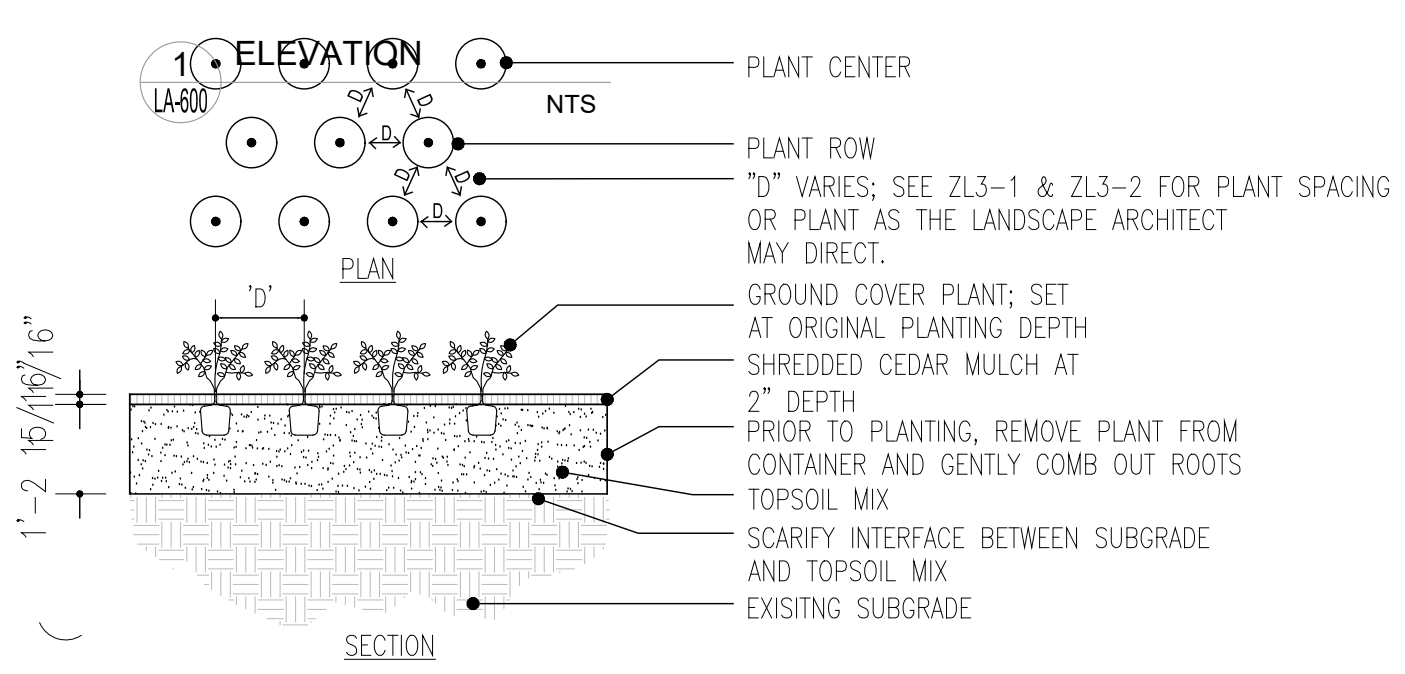 1 ELEVATION
LA-600
NTS
PLANT CENTER
D D
D
PLANT ROW
D D
"D" VARIES; SEE ZL3-1 & ZL3-2 FOR PLANT SPACING
OR PLANT AS THE LANDSCAPE ARCHITECT
MAY DIRECT.
D
PLAN
'D'
GROUND COVER PLANT; SET
AT ORIGINAL PLANTING DEPTH
SHREDDED CEDAR MULCH AT
2" DEPTH
PRIOR TO PLANTING, REMOVE PLANT FROM
CONTAINER AND GENTLY COMB OUT ROOTS
TOPSOIL MIX
SCARIFY INTERFACE BETWEEN SUBGRADE
AND TOPSOIL MIX
EXISITNG SUBGRADE
SECTION
1'-2